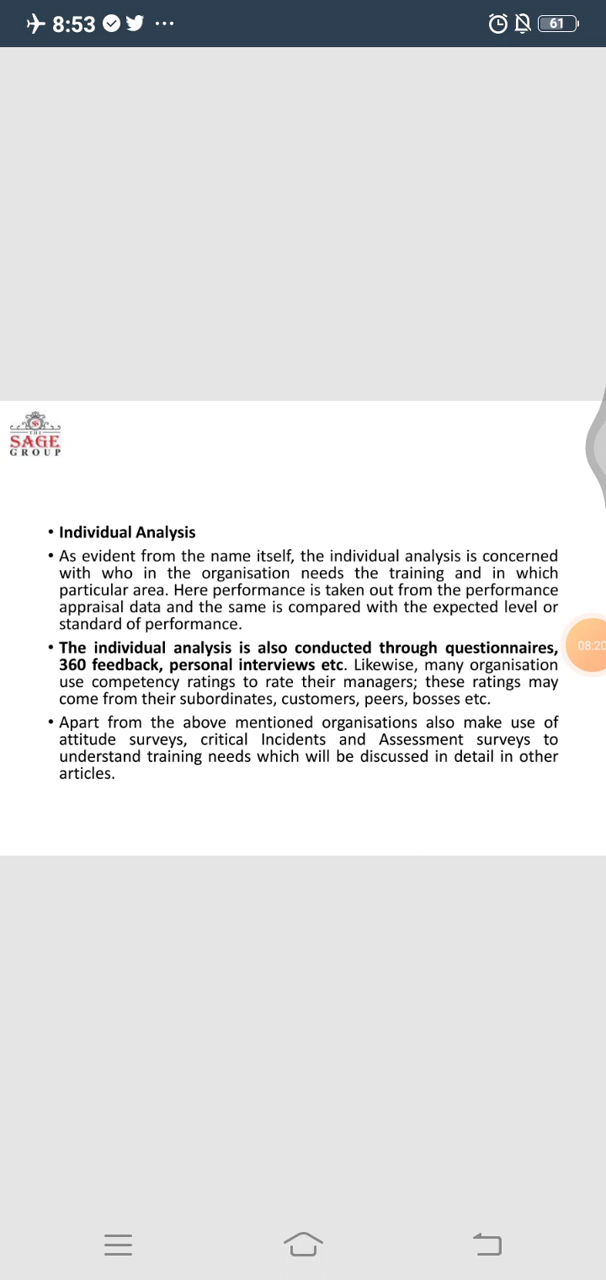 8:53
61
THE
SAGE
GROUP
• Individual Analysis
• As evident from the name itself, the individual analysis is concerned
with who in the organisation needs the training and in which
particular area. Here performance is taken out from the performance
appraisal data and the same is compared with the expected level or
standard of performance.
• The individual analysis is also conducted through questionnaires,
360 feedback, personal interviews etc. Likewise, many organisation
use competency ratings to rate their managers; these ratings may
come from their subordinates, customers, peers, bosses etc.
08:20
• Apart from the above mentioned organisations also make use of
attitude surveys, critical Incidents and Assessment surveys to
understand training needs which will be discussed in detail in other
articles.